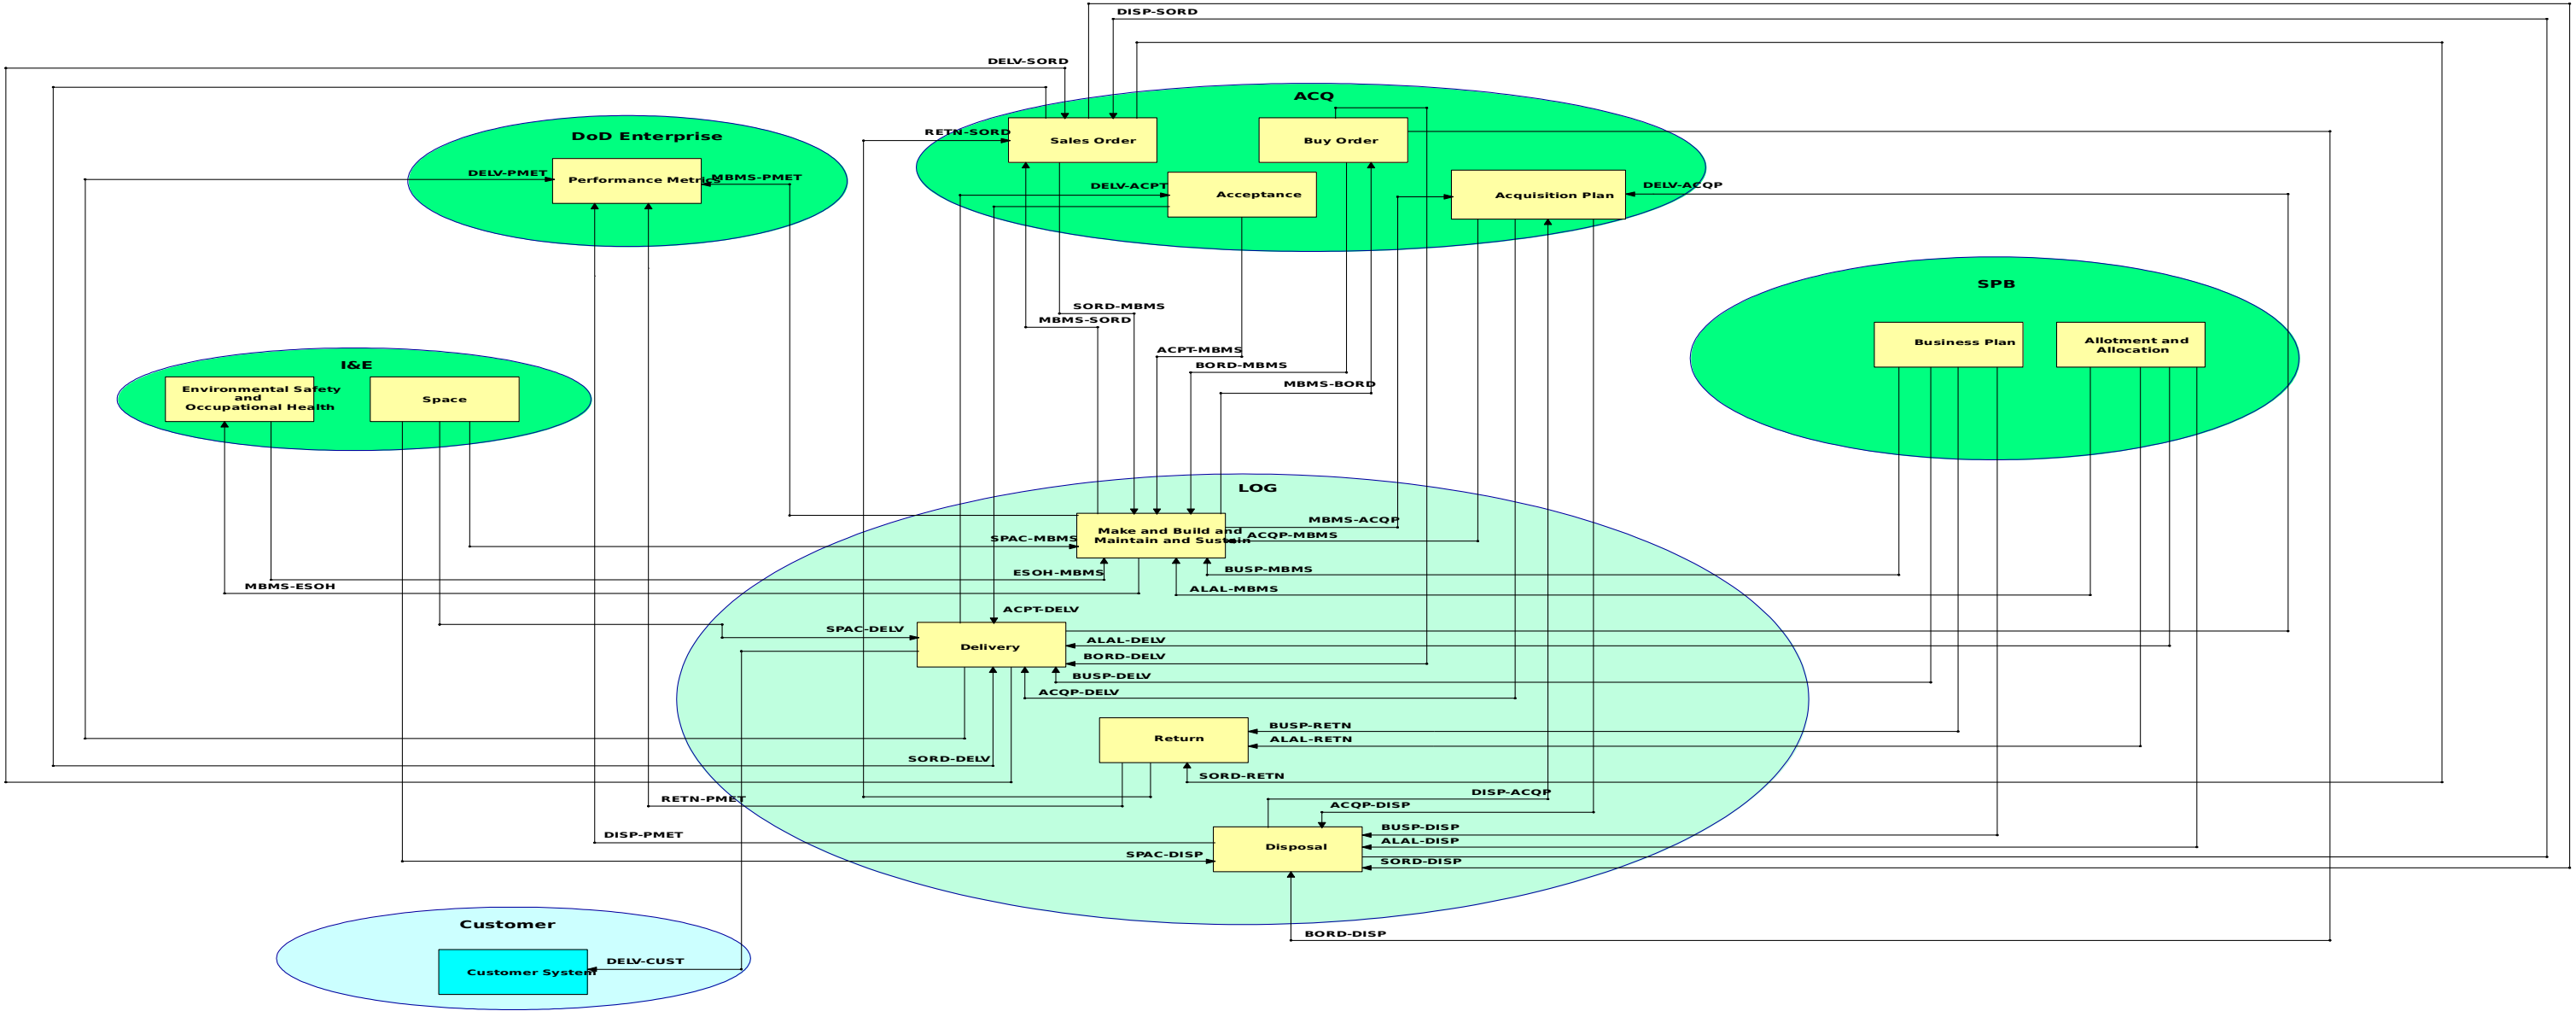 DISP-SORD
DELV-SORD
ACQ
DoD Enterprise
RETN-SORD
Sales Order
Buy Order
DELV-PMET
Performance Metrics
MBMS-PMET
DELV-ACPT
Acceptance
Acquisition Plan
DELV-ACQP
SPB
SORD-MBMS
MBMS-SORD
ACPT-MBMS
BORD-MBMS
MBMS-BORD
Business Plan
Allotment and
Allocation
I&E
Environmental Safety
and
Occupational Health
Space
LOG
MBMS-ACQP
Make and Build and
Maintain and Sustain
SPAC-MBMS
ACQP-MBMS
ESOH-MBMS
BUSP-MBMS
MBMS-ESOH
ALAL-MBMS
ACPT-DELV
SPAC-DELV
Delivery
ALAL-DELV
BORD-DELV
BUSP-DELV
ACQP-DELV
BUSP-RETN
Return
ALAL-RETN
SORD-DELV
SORD-RETN
RETN-PMET
DISP-ACQP
ACQP-DISP
DISP-PMET
BUSP-DISP
ALAL-DISP
Disposal
SPAC-DISP
SORD-DISP
Customer
BORD-DISP
DELV-CUST
Customer System